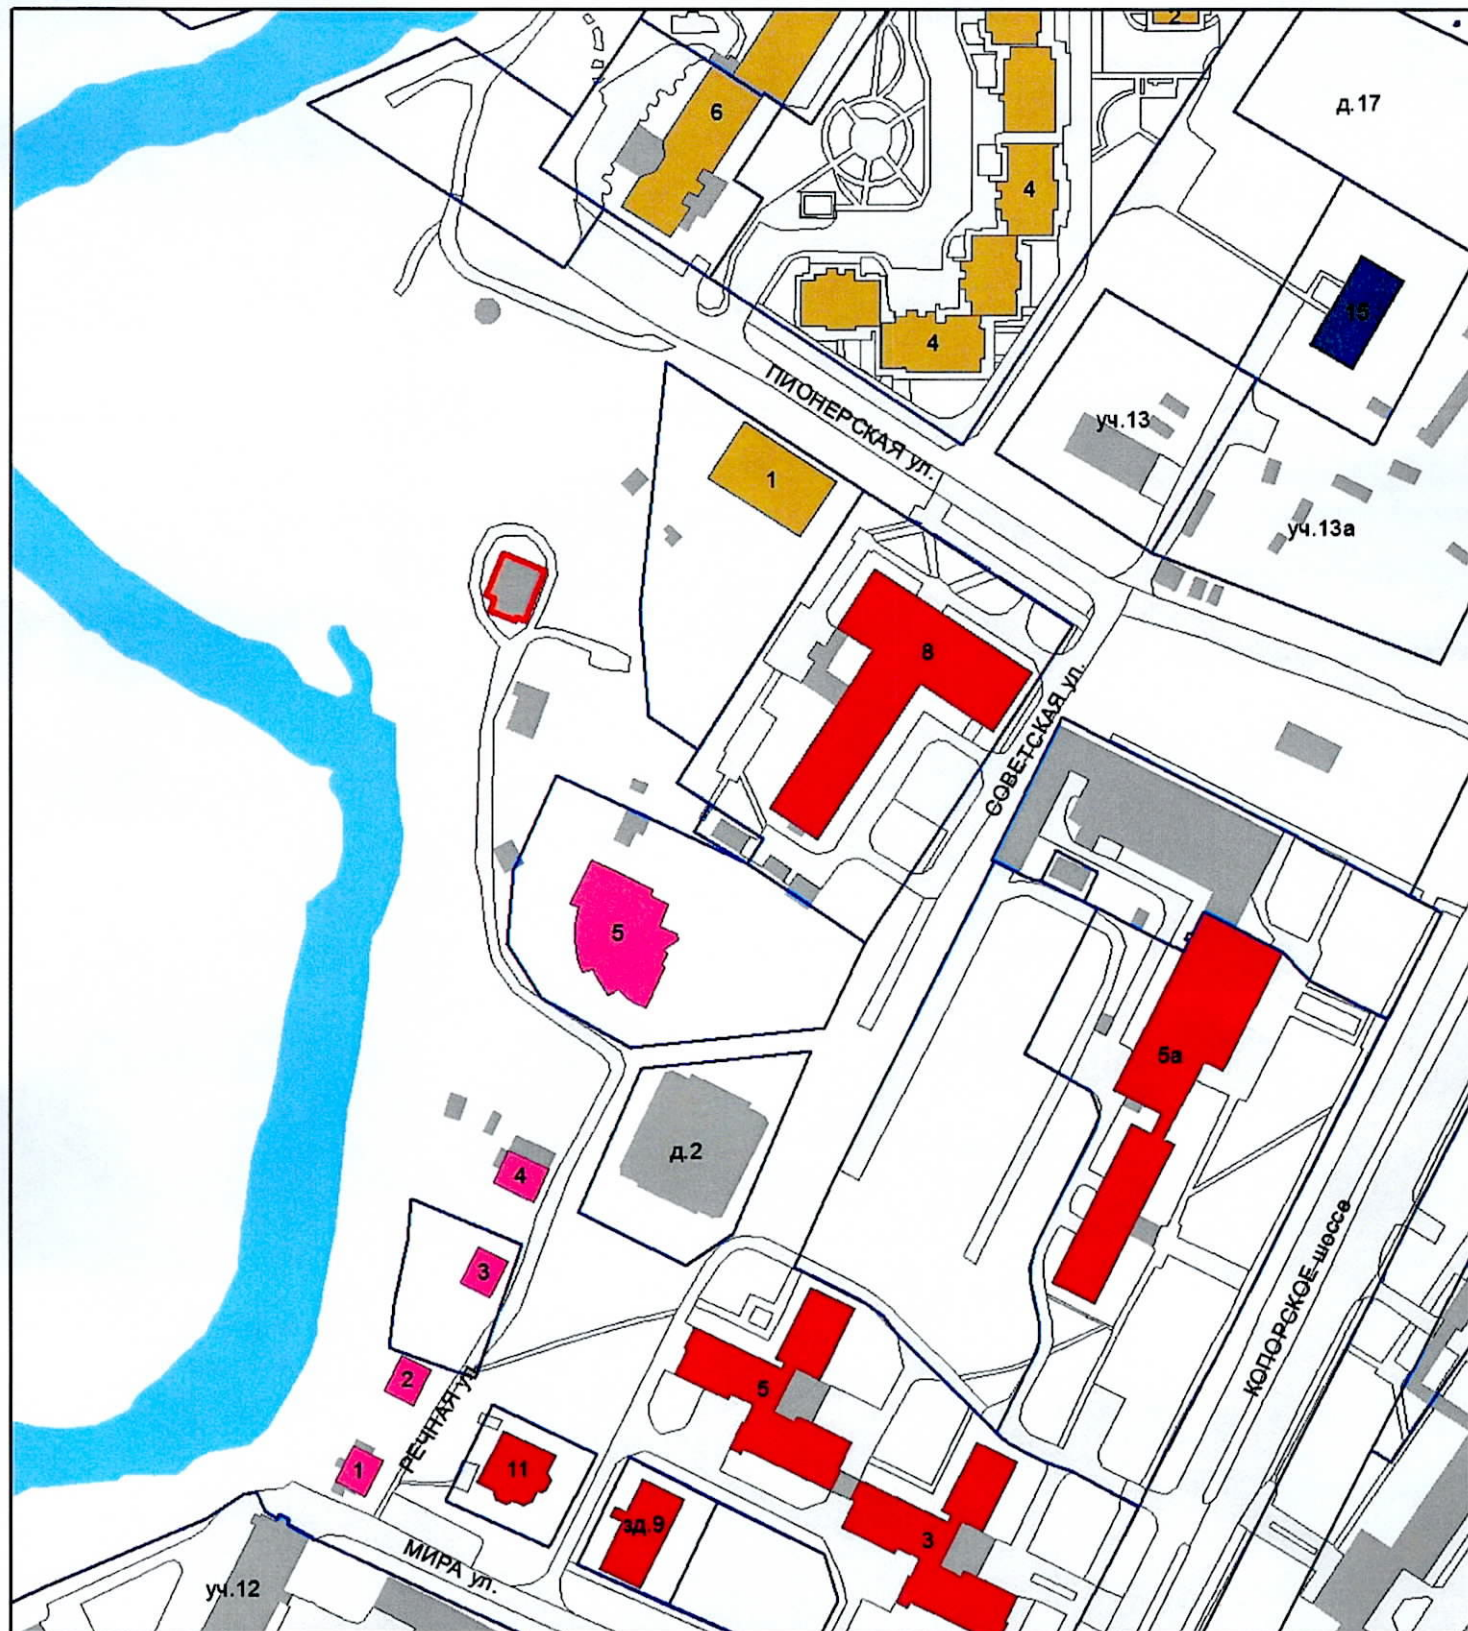 2
д.17
6
4
15
4
ПИОНЕРСКАЯ ул.
уч.13
1
уч.13а
8
СОВЕТСКАЯ ул.
5
5а
д.2
4
3
КОПОРСКОЕ шоссе
2
5
РЕЧНАЯ ул.
1
11
зд.9
3
МИРА ул.
уч.12